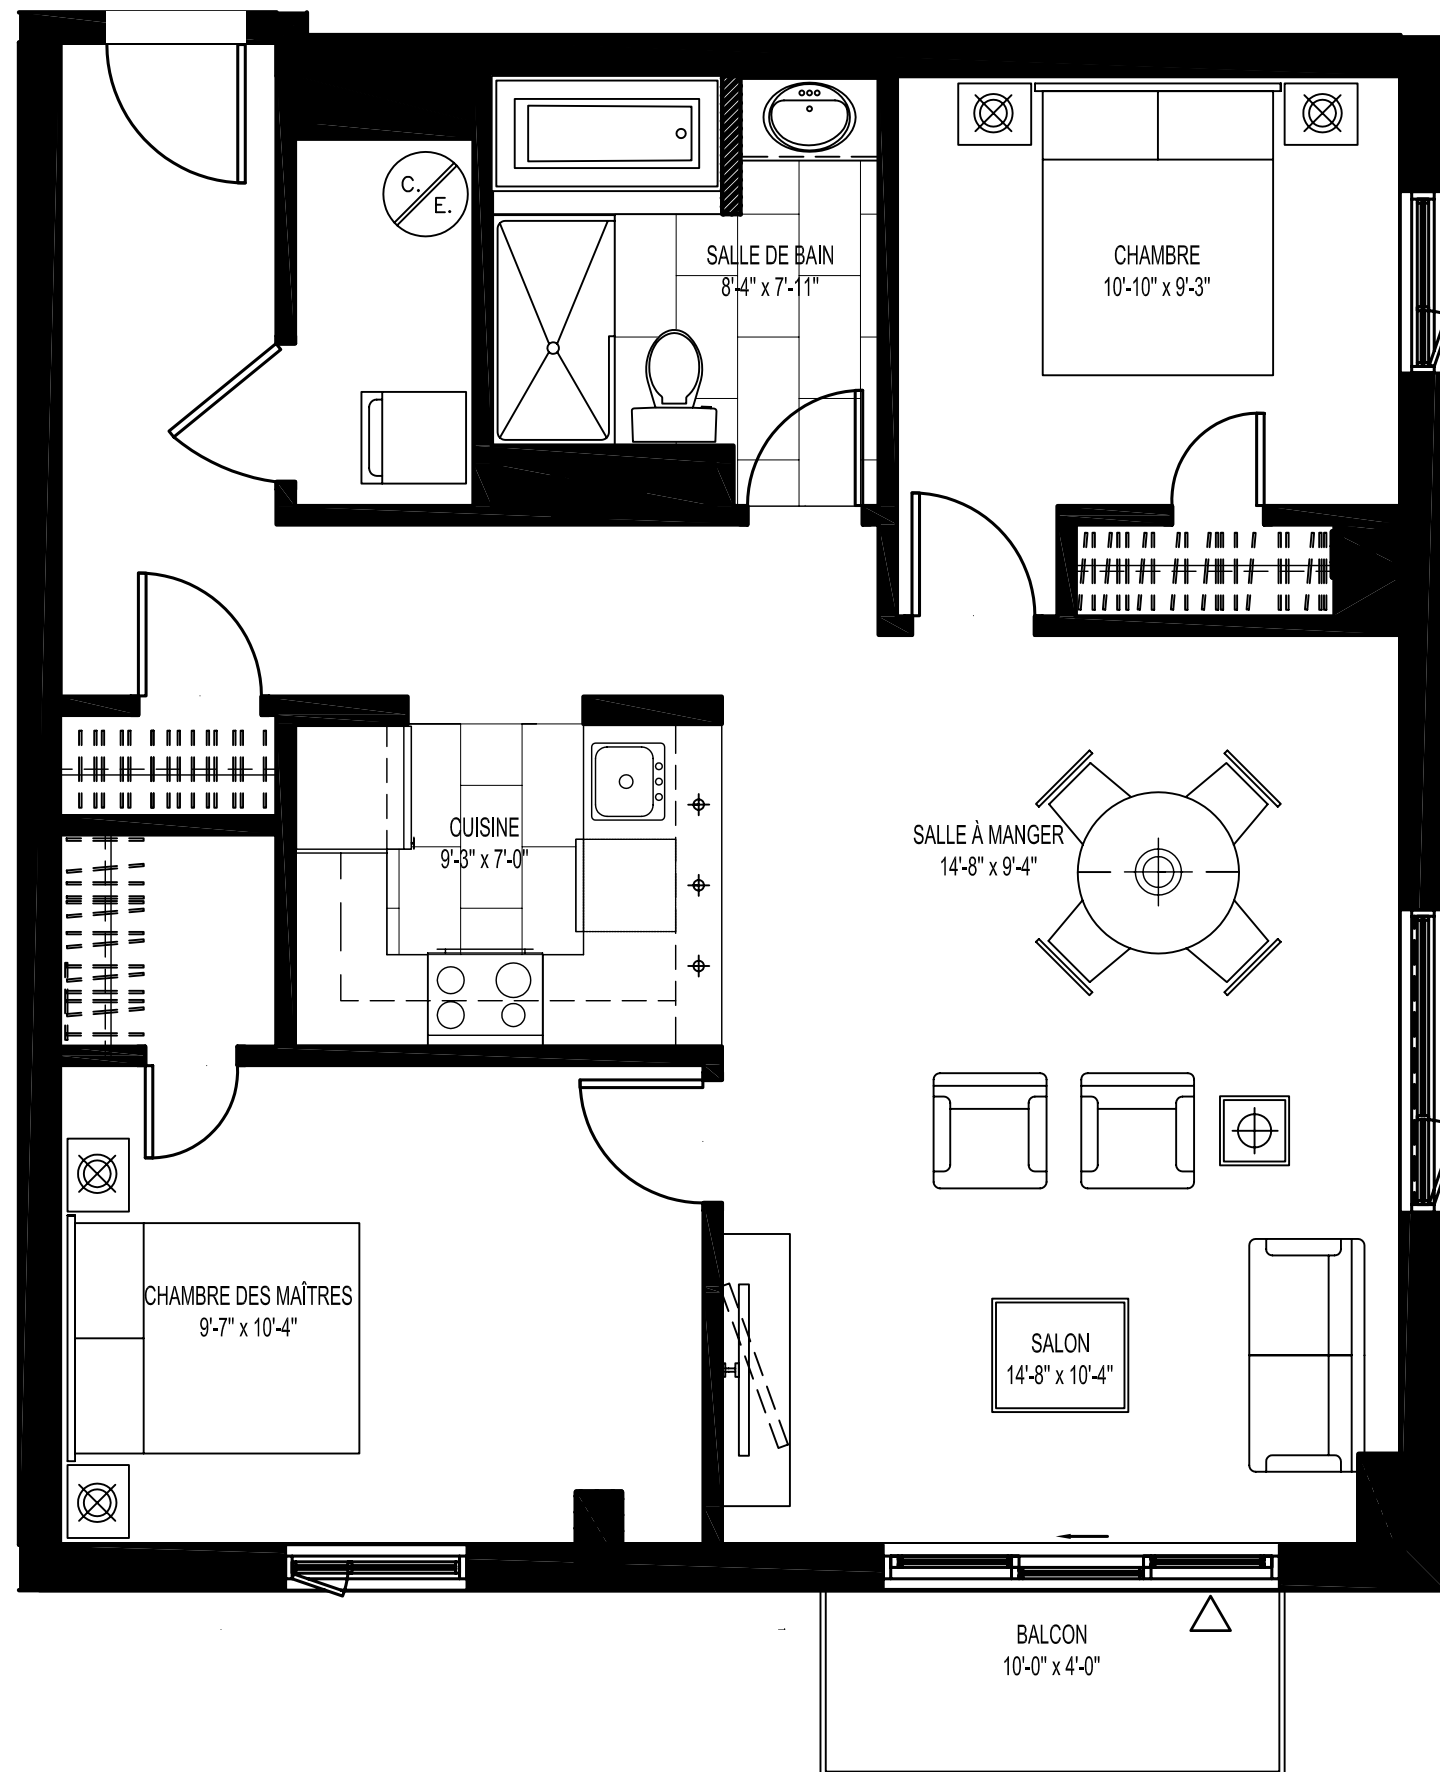 C.
E.
SALLE DE BAIN
8'-4" x 7'-11"
CHAMBRE
10'-10" x 9'-3"
CUISINE
9'-3" x 7'-0"
SALLE À MANGER
14'-8" x 9'-4"
CHAMBRE DES MAÎTRES
9'-7" x 10'-4"
SALON
14'-8" x 10'-4"
BALCON
10'-0" x 4'-0"